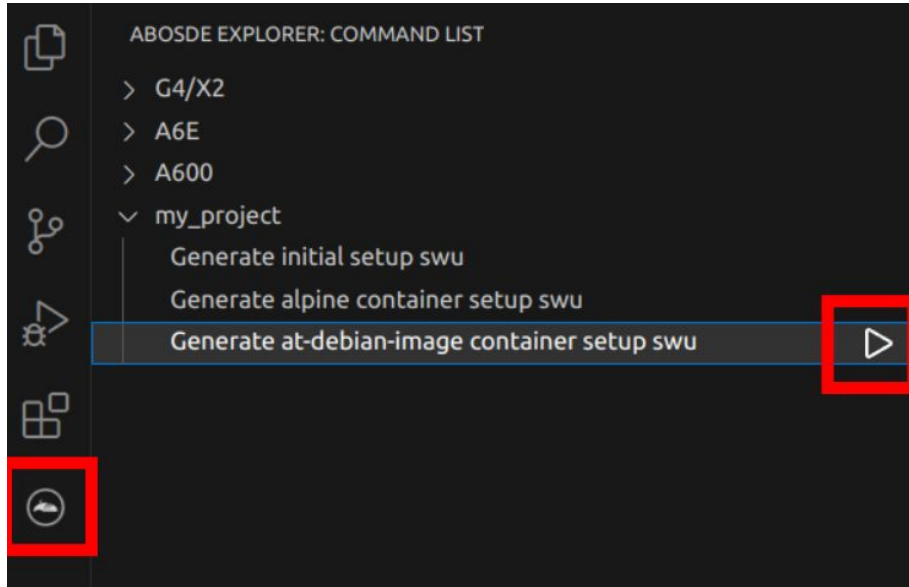 ABOSDE EXPLORER: COMMAND LIST
G4/X2
A6E
A600
my_project
Generate initial setup swu
Generate alpine container setup swu
Generate at-debian-image container setup swu